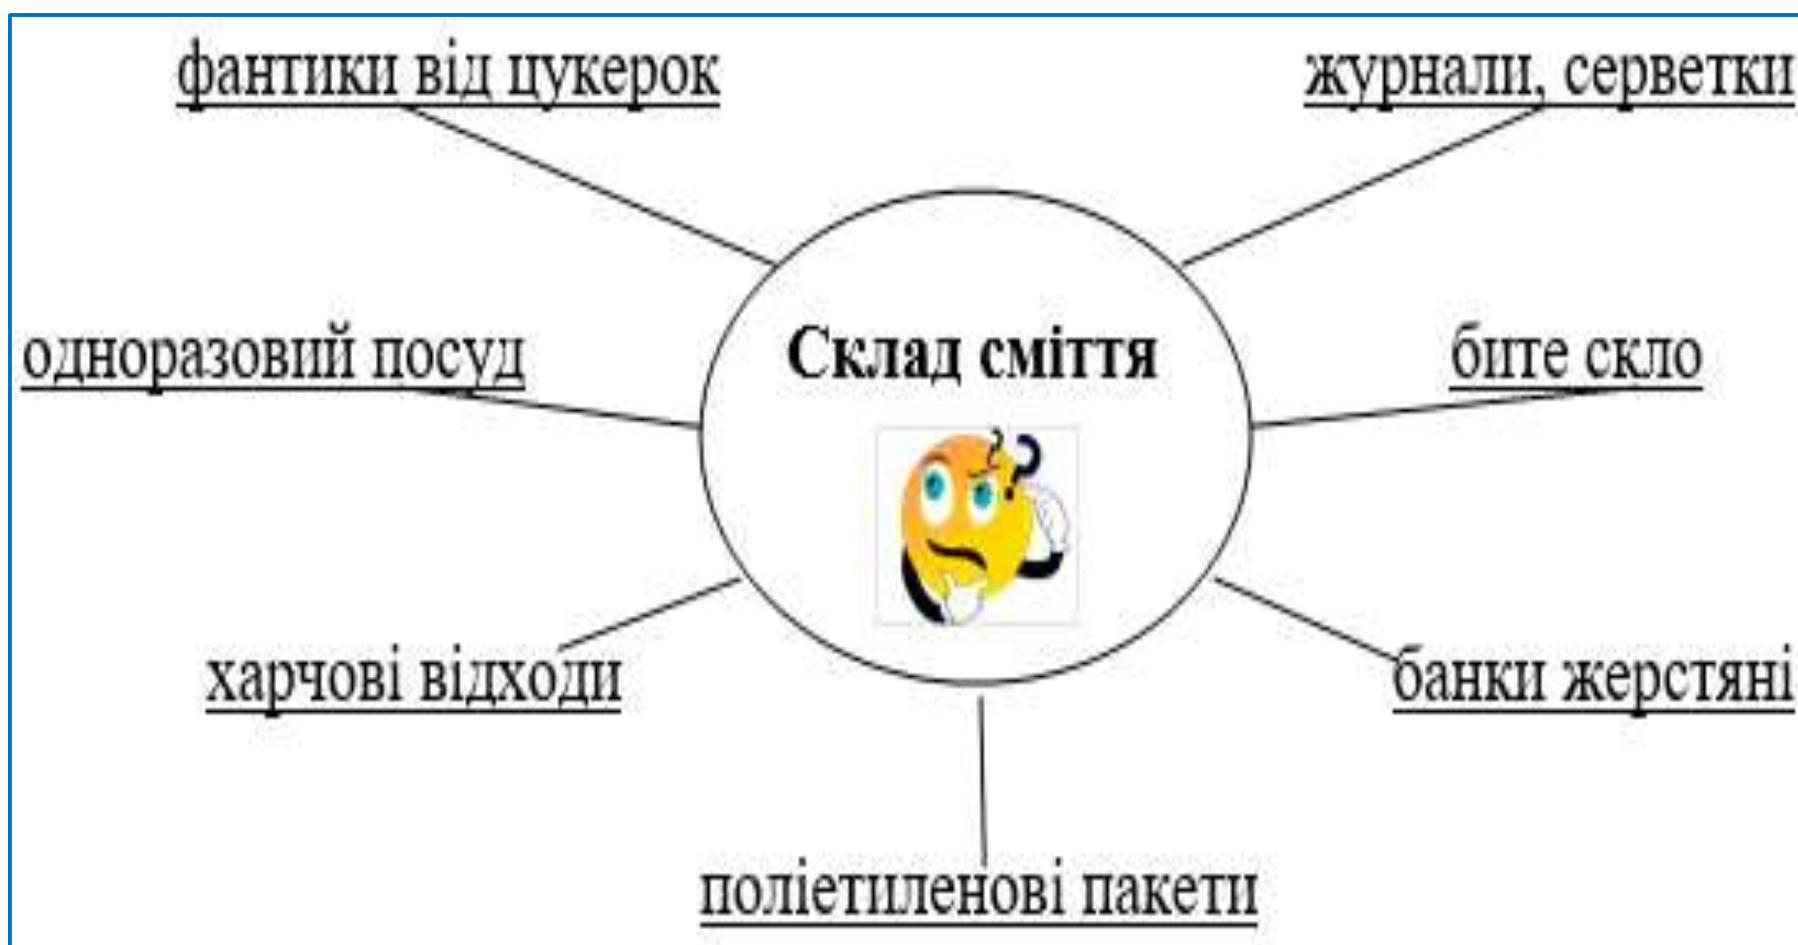 фантики від цукерок
журнали, серветки
одноразовий посуд
Склад сміття
бите скло
харчові відходи
банки жерстяні
поліетиленові пакети